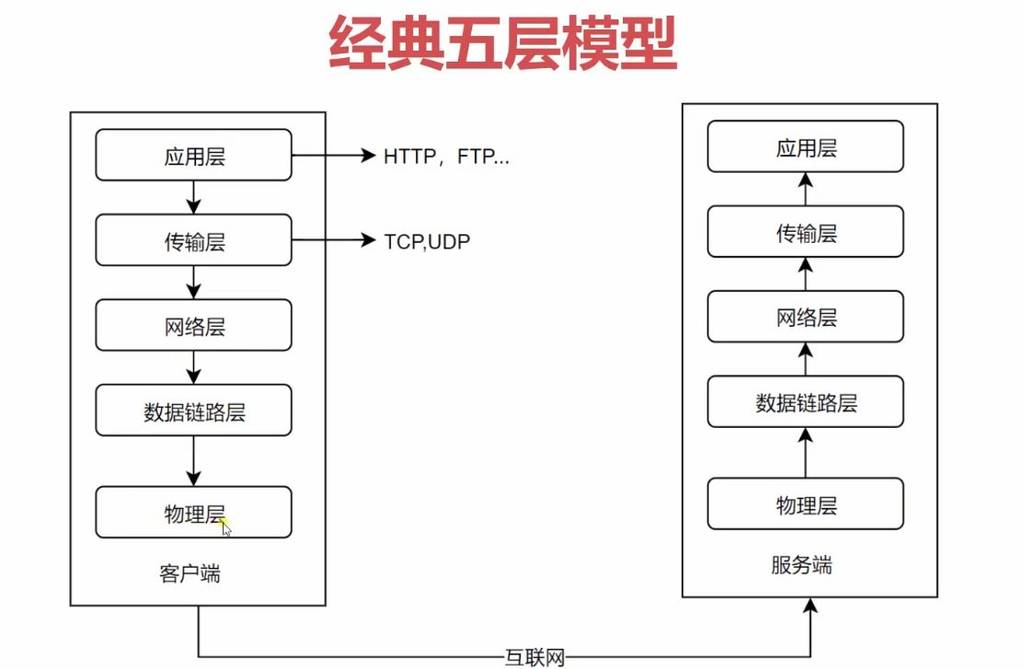 经典五层模型
应用层
HTTP，FTP...
传输层
TCP,UDP
网络层
数据链路层
物理层
客户端
应用层
传输层
网络层
数据链路层
物理层
服务端
互联网